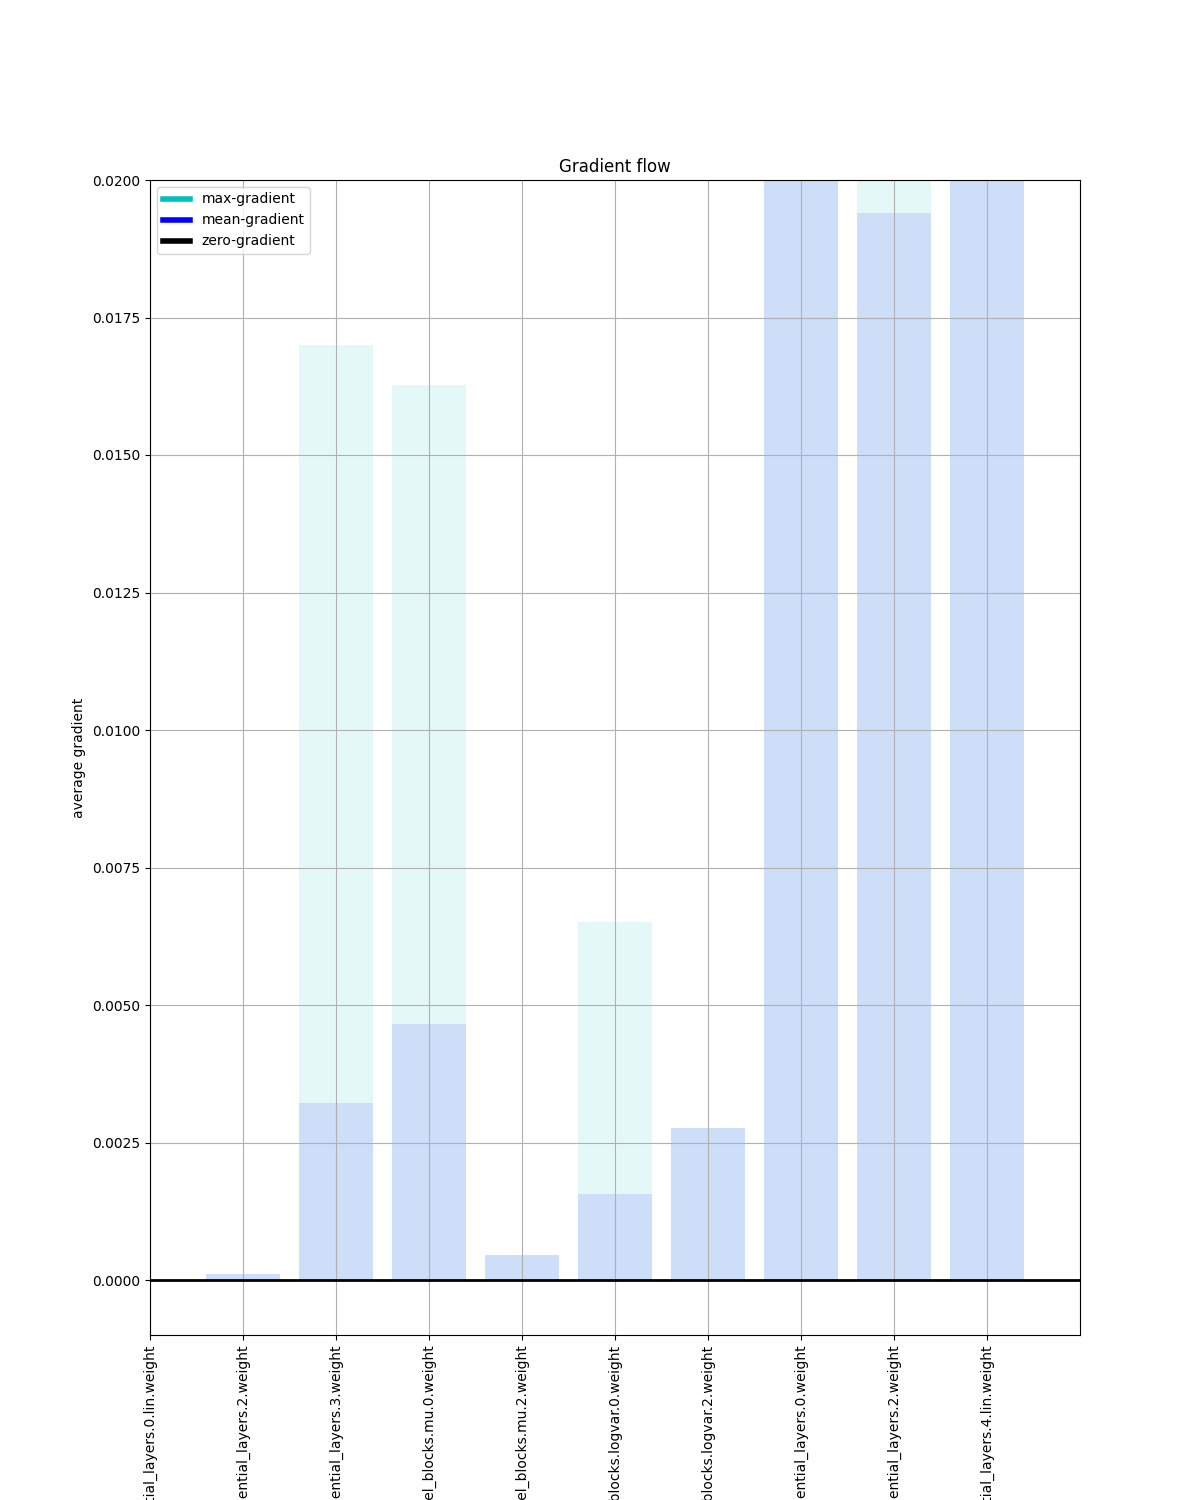 Gradient flow
max-gradient
mean-gradient
zero-gradient
0.0200
0.0175
0.0150
0.0125
0.0100
0.0075
0.0050
0.0025
0.0000
average gradient
tial_layers.0.lin.weight
ential_layers.2.weight
ential_layers.3.weight
el_blocks.mu.0.weight
el_blocks.mu.2.weight
blocks.logvar.0.weight
blocks.logvar.2.weight
ential_layers.0.weight
ential_layers.2.weight
tial_layers.4.lin.weight